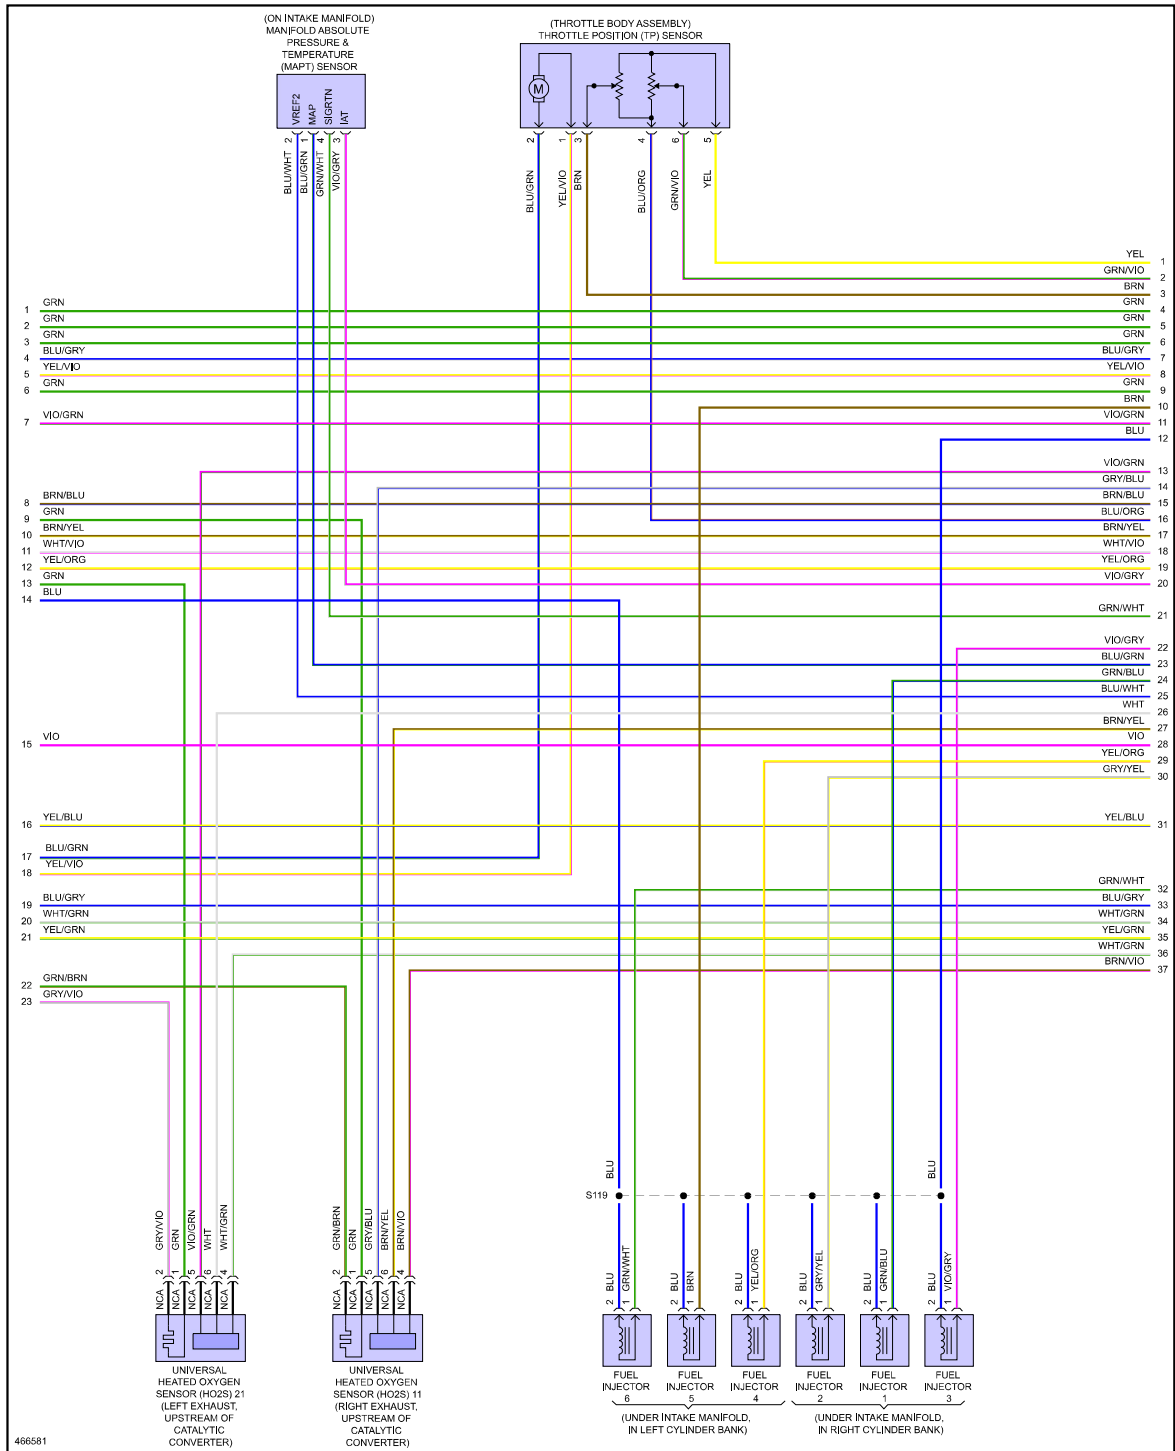 (ON INTAKE MANIFOLD)
MANIFOLD ABSOLUTE
PRESSURE &
TEMPERATURE
(MAPT) SENSOR
VREF2
MAP
SIGRTN
IAT
2
1
4
3
BLU/WHT
BLU/GRN
GRN/WHT
VIO/GRY
(THROTTLE BODY ASSEMBLY)
THROTTLE POSITION (TP) SENSOR
M
2
1
3
4
6
5
BLU/GRN
YEL/VIO
BRN
BLU/ORG
GRN/VIO
YEL
YEL 1
GRN/VIO 2
BRN 3
1 GRN GRN 4
2 GRN GRN 5
3 GRN GRN 6
4 BLU/GRY BLU/GRY 7
5 YEL/VIO YEL/VIO 8
6 GRN GRN 9
BRN 10
7 VIO/GRN VIO/GRN 11
BLU 12
VIO/GRN 13
GRY/BLU 14
8 BRN/BLU BRN/BLU 15
9 GRN BLU/ORG 16
10 BRN/YEL BRN/YEL 17
11 WHT/VIO WHT/VIO 18
12 YEL/ORG YEL/ORG 19
13 GRN VIO/GRY 20
14 BLU
GRN/WHT 21
VIO/GRY 22
BLU/GRN 23
GRN/BLU 24
BLU/WHT 25
WHT 26
BRN/YEL 27
15 VIO VIO 28
YEL/ORG 29
GRY/YEL 30
16 YEL/BLU YEL/BLU 31
17 BLU/GRN
18 YEL/VIO
GRN/WHT 32
19 BLU/GRY BLU/GRY 33
20 WHT/GRN WHT/GRN 34
21 YEL/GRN YEL/GRN 35
WHT/GRN 36
BRN/VIO 37
22 GRN/BRN
23 GRY/VIO
BLU
BLU
S119
GRY/VIO
GRN
VIO/GRN
WHT
WHT/GRN
2
1
5
6
4
NCA
NCA
NCA
NCA
NCA
GRN/BRN
GRN
GRY/BLU
BRN/YEL
BRN/VIO
2
1
5
6
4
NCA
NCA
NCA
NCA
NCA
BLU
GRN/WHT
BLU
BRN
BLU
YEL/ORG
BLU
GRY/YEL
BLU
GRN/BLU
BLU
VIO/GRY
2 1
2 1
2 1
2 1
2 1
2 1
UNIVERSAL
HEATED OXYGEN
SENSOR (HO2S) 21
(LEFT EXHAUST,
UPSTREAM OF
CATALYTIC
CONVERTER)
UNIVERSAL
HEATED OXYGEN
SENSOR (HO2S) 11
(RIGHT EXHAUST,
UPSTREAM OF
CATALYTIC
CONVERTER)
FUEL
INJECTOR
6
FUEL
INJECTOR
5
FUEL
INJECTOR
4
FUEL
INJECTOR
2
FUEL
INJECTOR
1
FUEL
INJECTOR
3
(UNDER INTAKE MANIFOLD,
IN LEFT CYLINDER BANK)
(UNDER INTAKE MANIFOLD,
IN RIGHT CYLINDER BANK)
466581